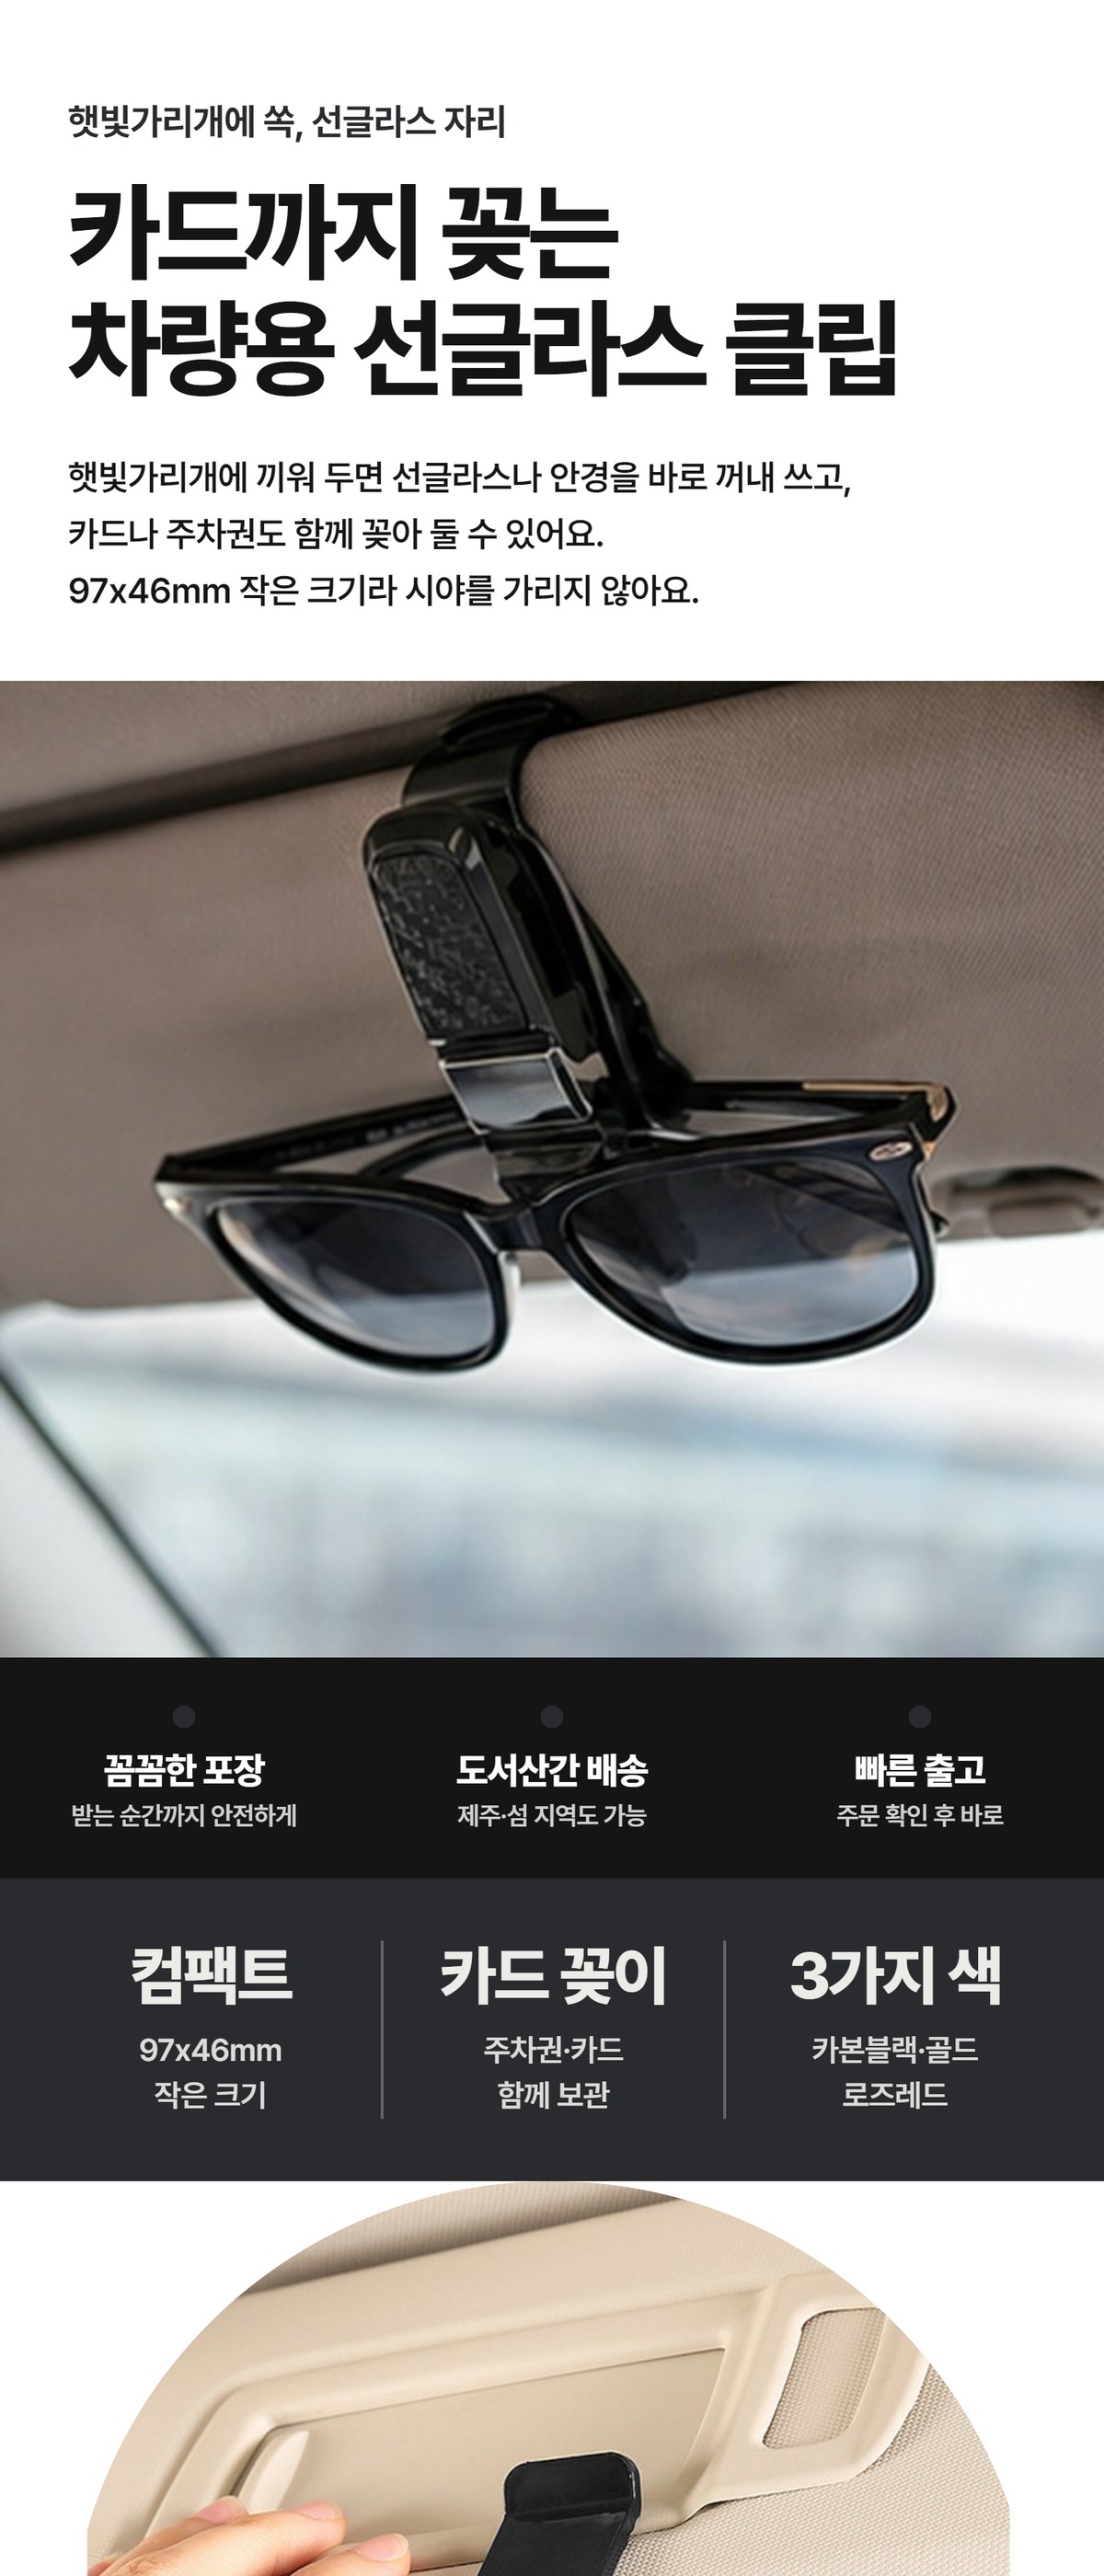 햇빛가리개에 쏙, 선글라스 자리
카드까지 꽂는
차량용 선글라스 클립
햇빛가리개에 끼워 두면 선글라스나 안경을 바로 꺼내 쓰고,
카드나 주차권도 함께 꽂아 둘 수 있어요.
97x46mm 작은 크기라 시야를 가리지 않아요.
꼼꼼한 포장
받는 순간까지 안전하게
도서산간 배송
제주·섬 지역도 가능
빠른 출고
주문 확인 후 바로
컴팩트
97x46mm
작은 크기
카드 꽂이
주차권·카드
함께 보관
3가지 색
카본블랙·골드
로즈레드